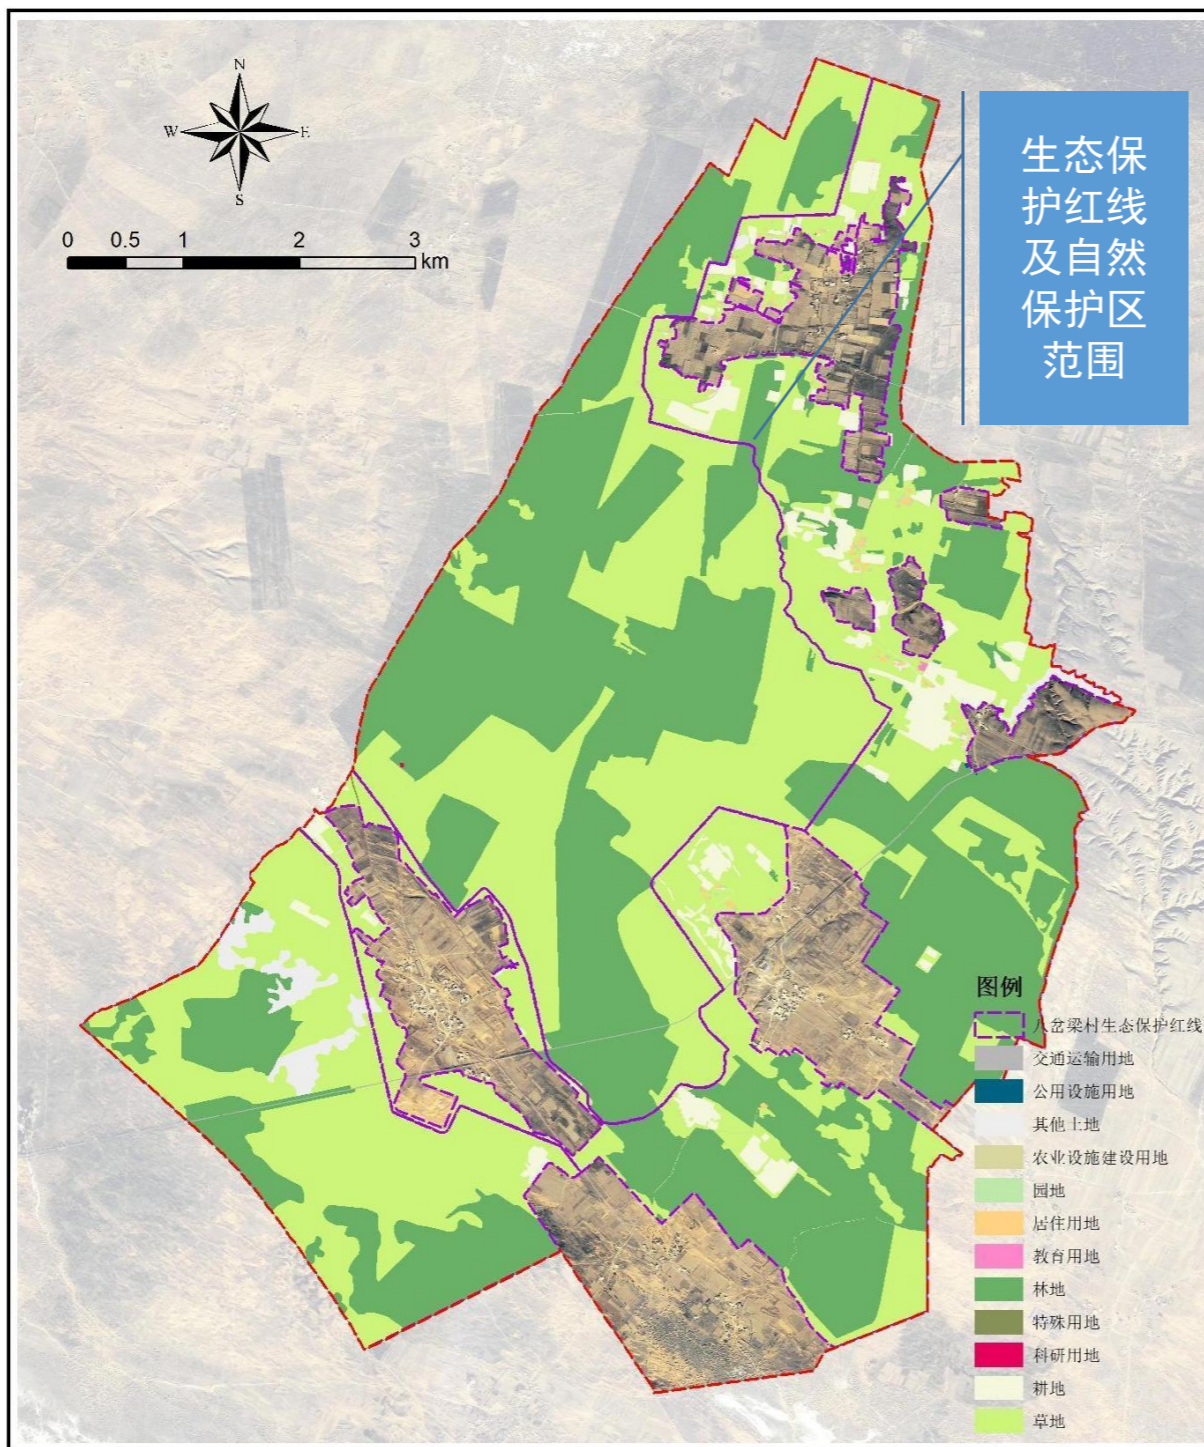 N
W
E
S
0 0.5 1 2 3
km
生态保
护红线
及自然
保护区
范围
图例
八岔梁村生态保护红线
交通运输用地
公用设施用地
其他土地
农业设施建设用地
园地
居住用地
教育用地
林地
特殊用地
科研用地
耕地
草地